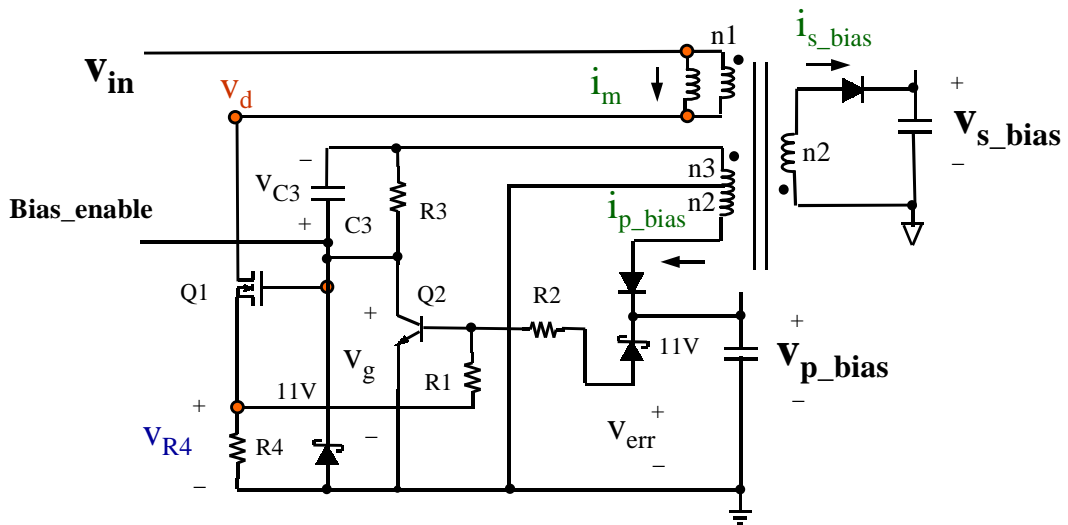 n1
i_s_bias
v_in
v_d
i_m
+
v_s_bias
−
n2
−
v_C3
+
C3
R3
n3
n2
i_p_bias
Bias_enable
Q1
Q2
R2
+
v_g
−
R1
11V
11V
+
v_p_bias
−
+
v_R4
−
R4
+
v_err
−